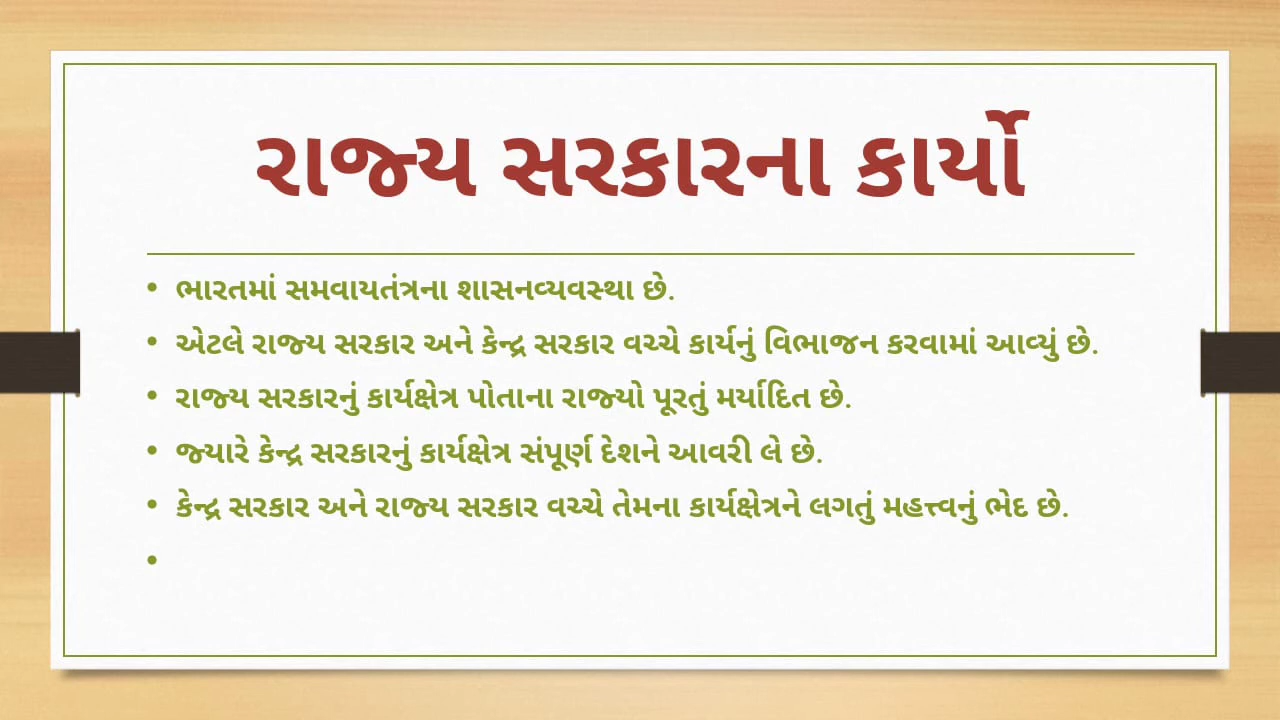 રાજ્ય સરકારના કાર્યો
• ભારતમાં સમવાયતંત્રના શાસનવ્યવસ્થા છે.
• એટલે રાજ્ય સરકાર અને કેન્દ્ર સરકાર વચ્ચે કાર્યનું વિભાજન કરવામાં આવ્યું છે.
• રાજ્ય સરકારનું કાર્યક્ષેત્ર પોતાના રાજ્યો પૂરતું મર્યાદિત છે.
• જ્યારે કેન્દ્ર સરકારનું કાર્યક્ષેત્ર સંપૂર્ણ દેશને આવરી લે છે.
• કેન્દ્ર સરકાર અને રાજ્ય સરકાર વચ્ચે તેમના કાર્યક્ષેત્રને લગતું મહત્ત્વનું ભેદ છે.
•